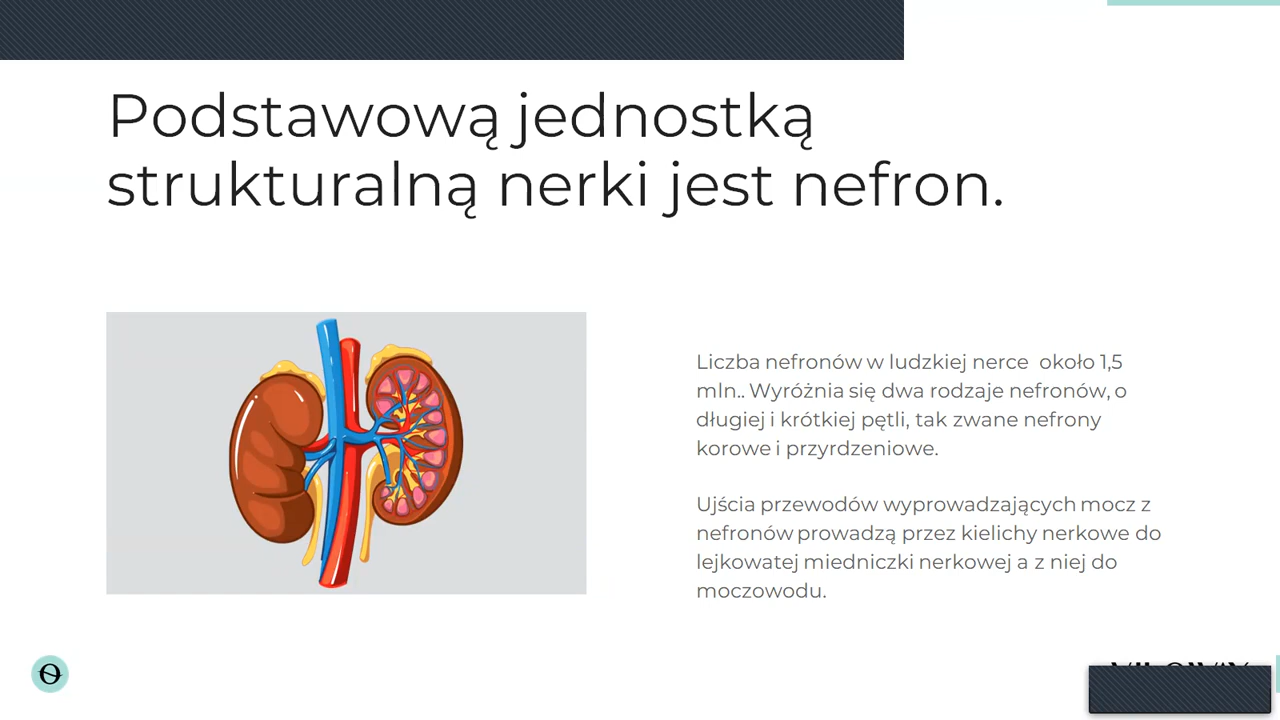 Podstawową jednostką
strukturalną nerki jest nefron.
Liczba nefronów w ludzkiej nerce  około 1,5
mln.. Wyróżnia się dwa rodzaje nefronów, o
długiej i krótkiej pętli, tak zwane nefrony
korowe i przyrdzeniowe.
Ujścia przewodów wyprowadzających mocz z
nefronów prowadzą przez kielichy nerkowe do
lejkowatej miedniczki nerkowej a z niej do
moczowodu.